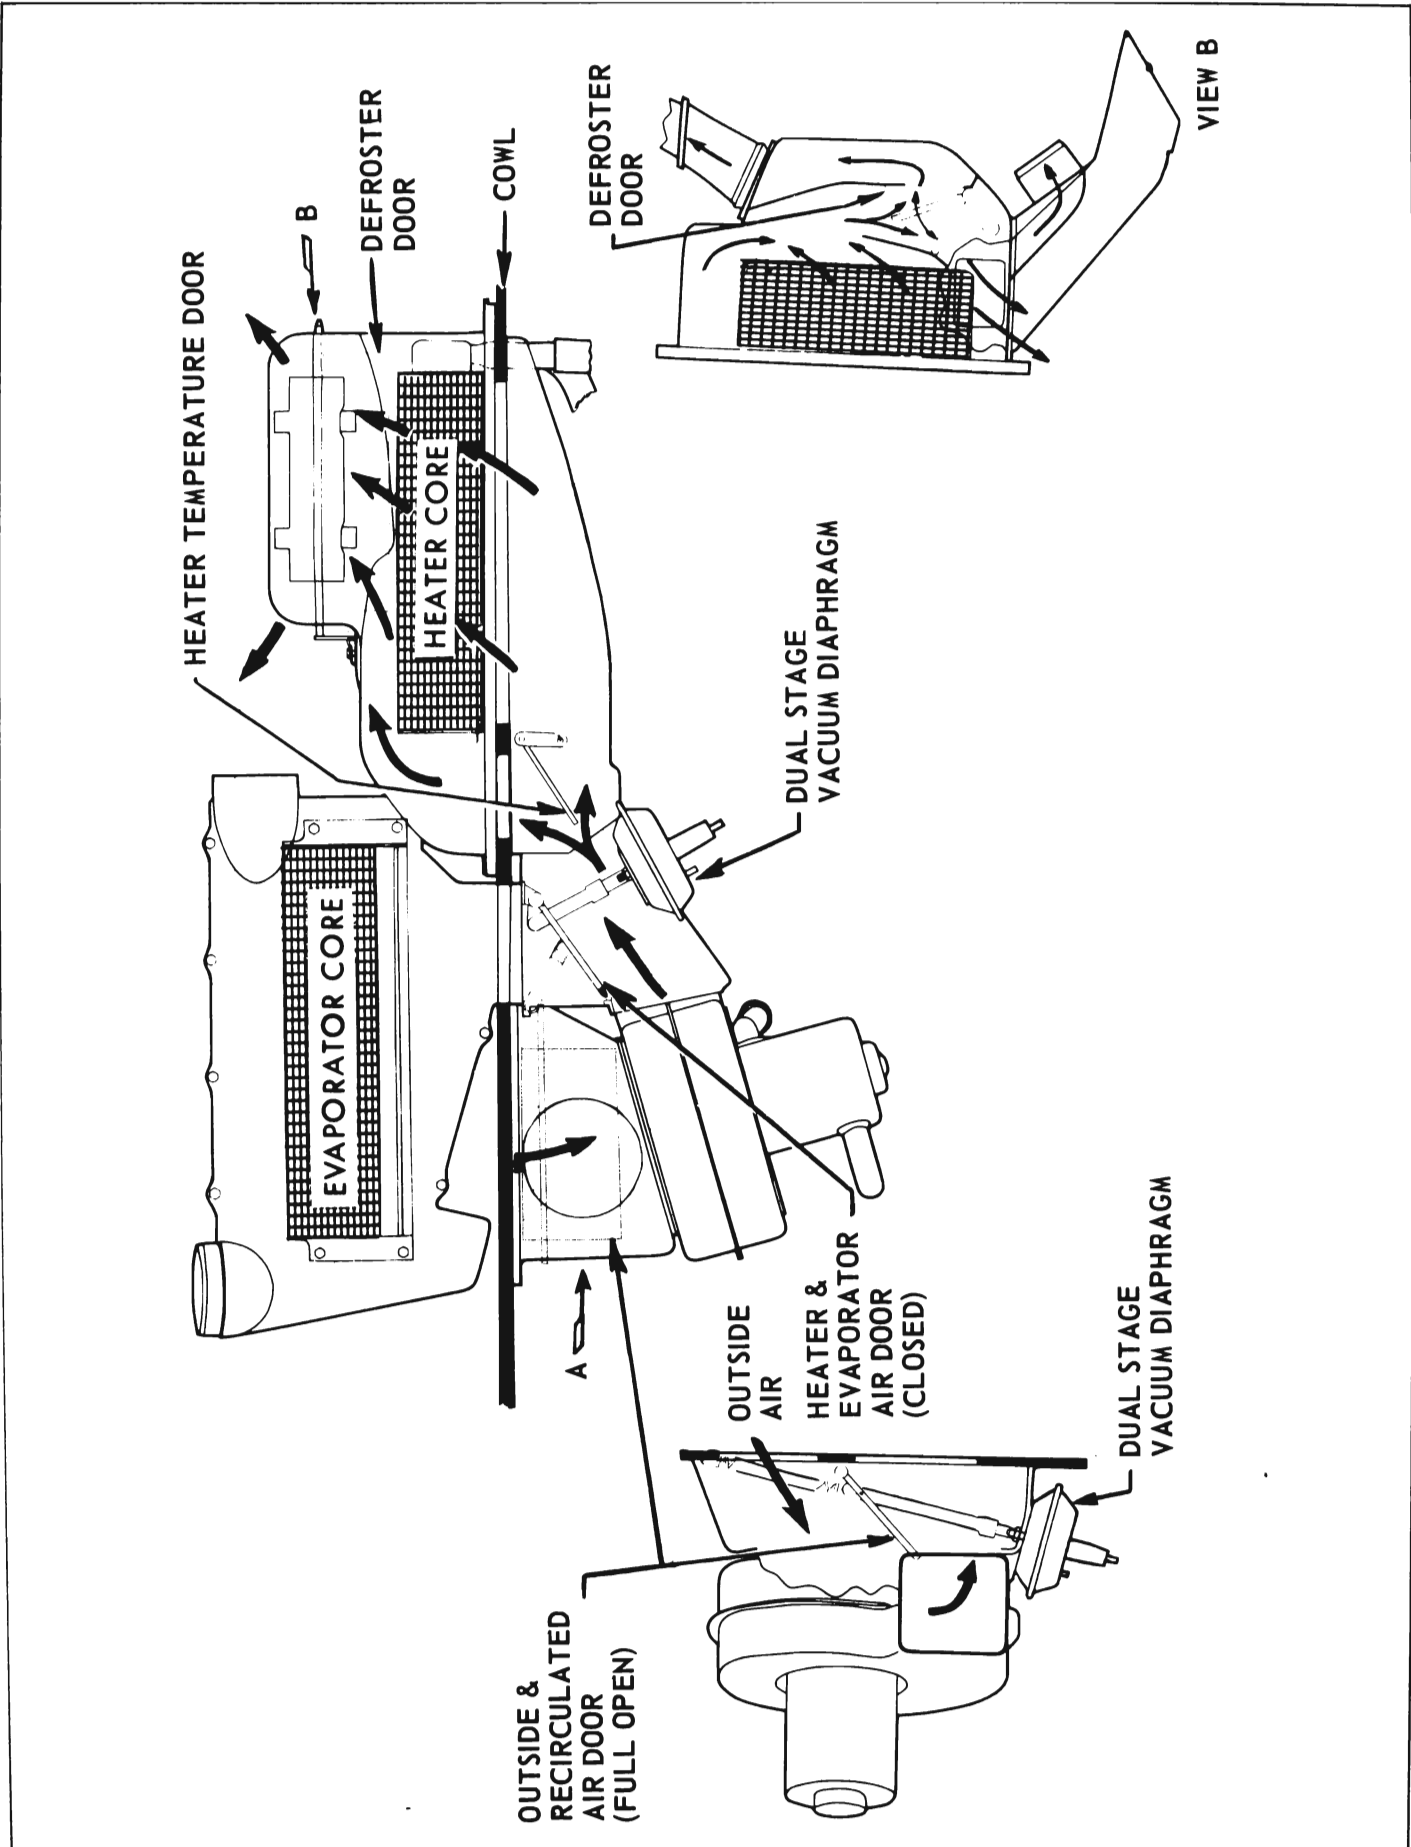 HEATER TEMPERATURE DOOR
B
DEFROSTER
DOOR
COWL
DEFROSTER
DOOR
VIEW B
HEATER CORE
EVAPORATOR CORE
DUAL STAGE
VACUUM DIAPHRAGM
A
OUTSIDE
AIR
HEATER &
EVAPORATOR
AIR DOOR
(CLOSED)
DUAL STAGE
VACUUM DIAPHRAGM
OUTSIDE &
RECIRCULATED
AIR DOOR
(FULL OPEN)